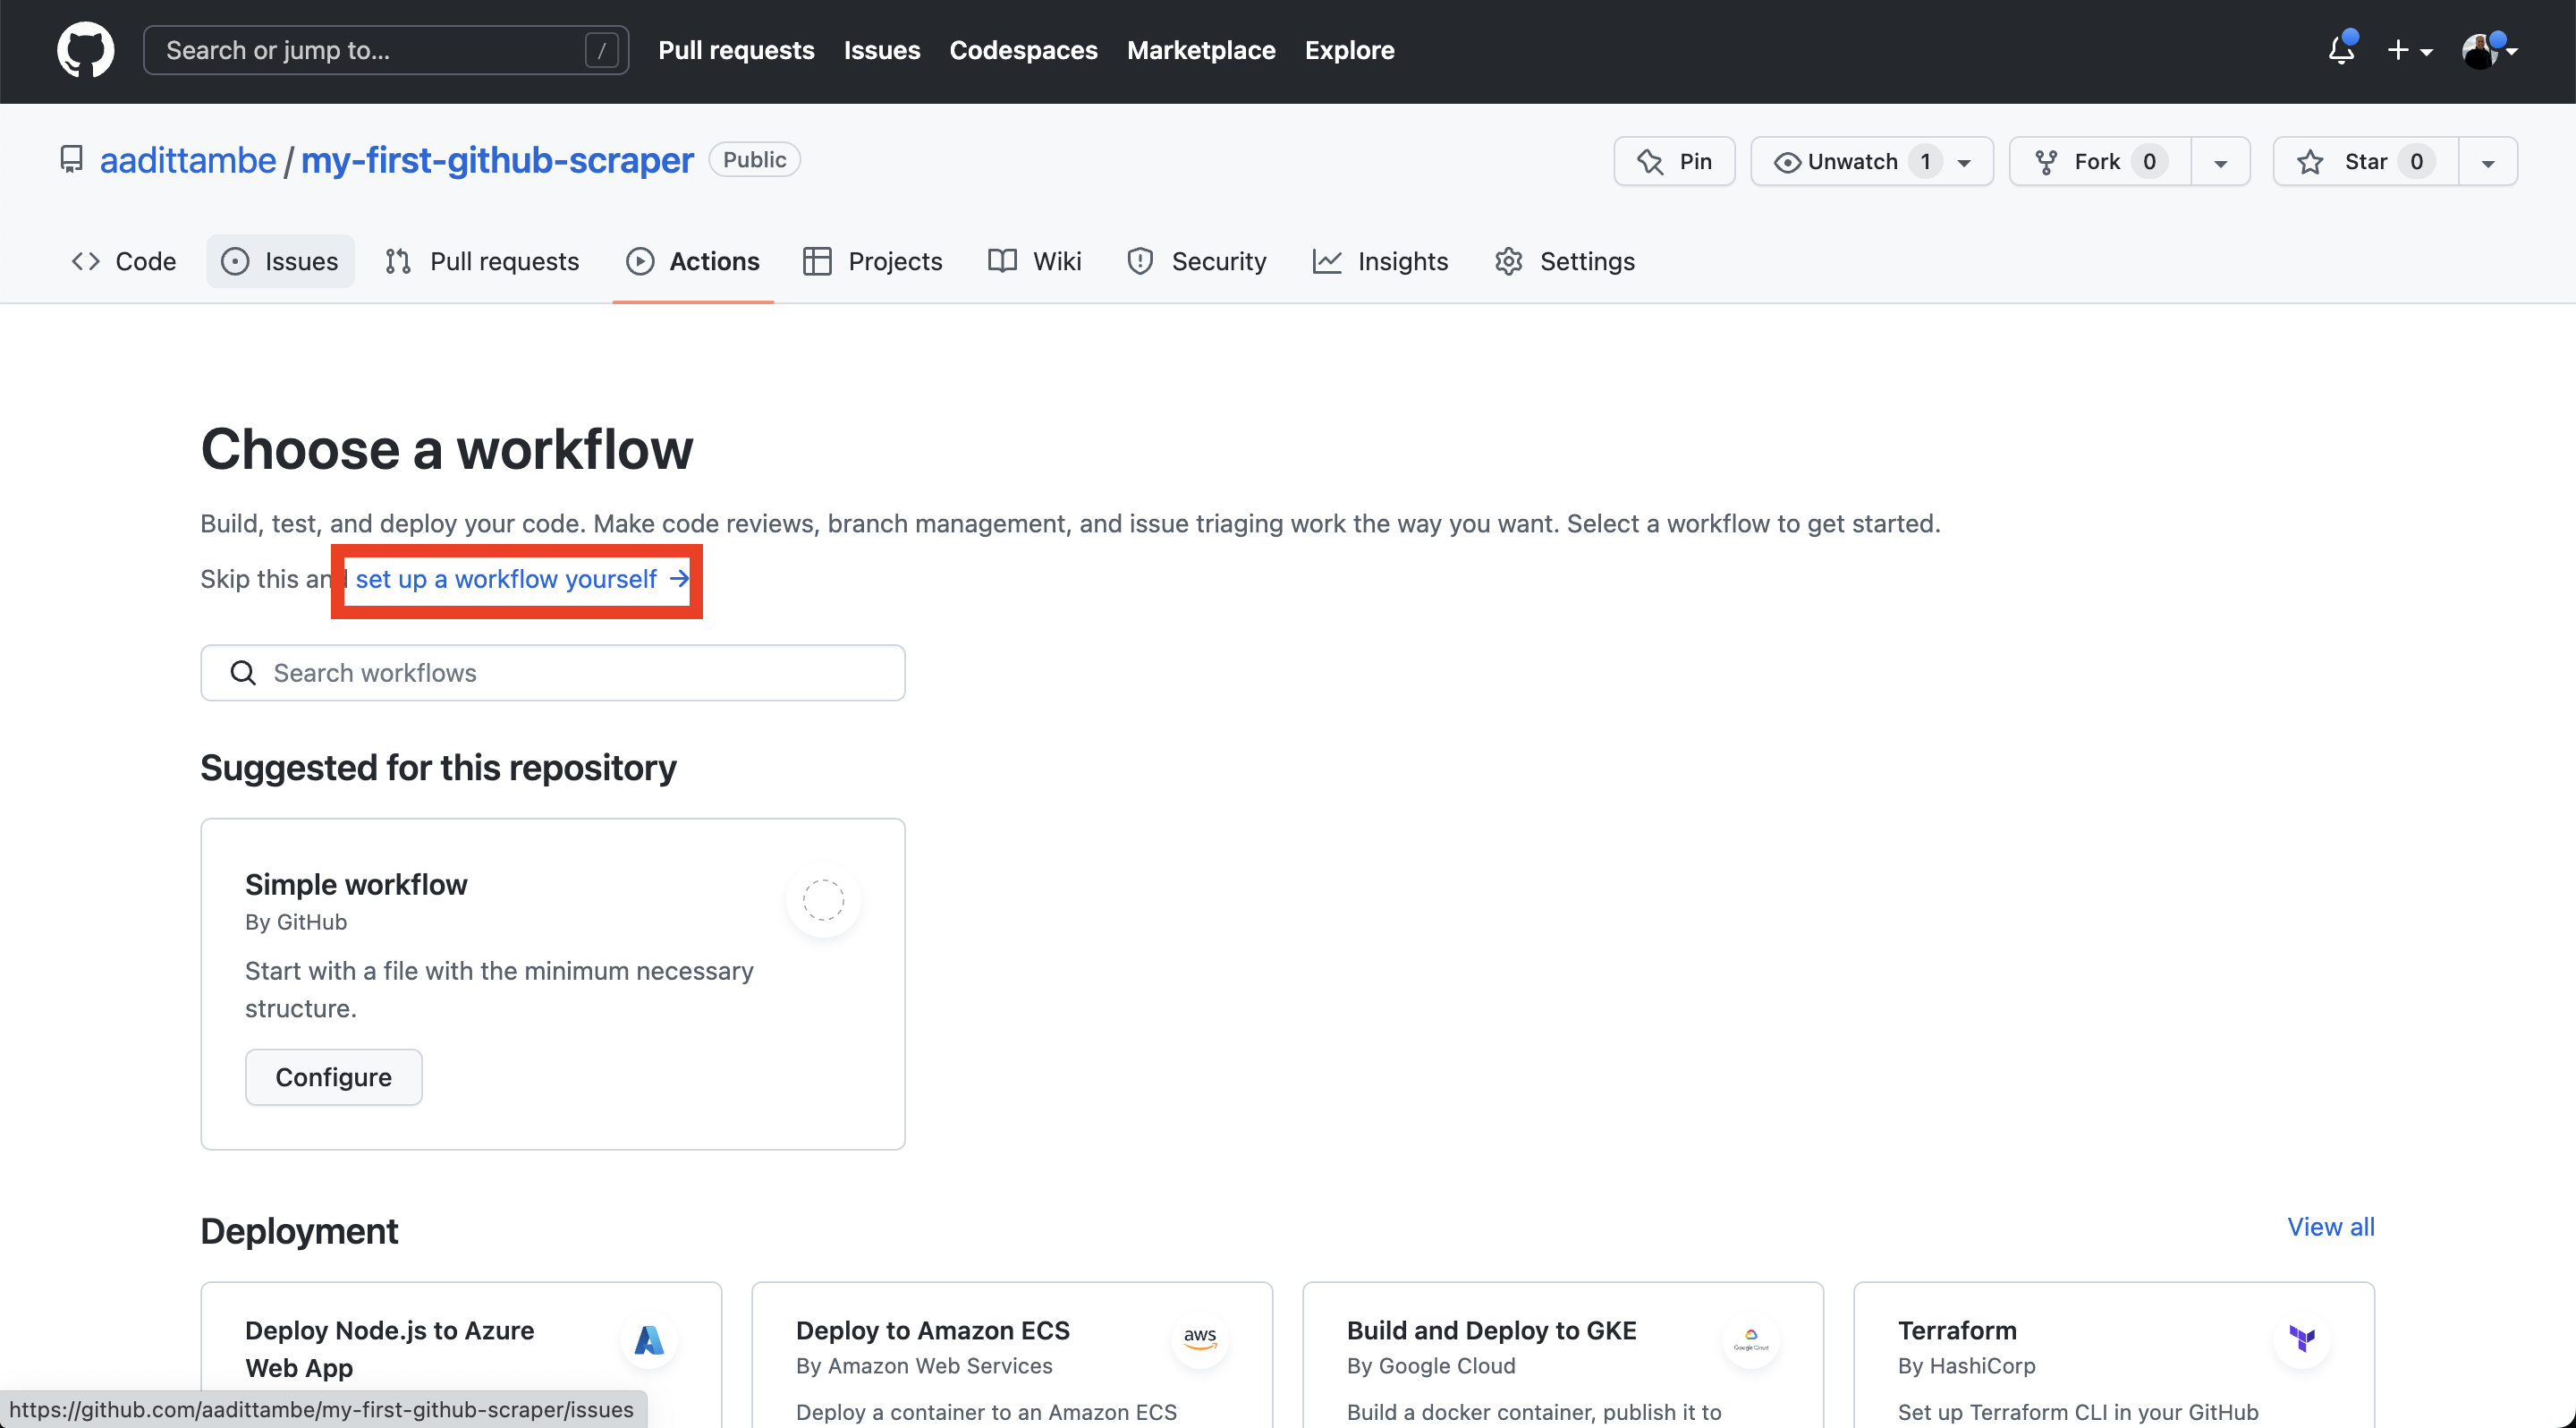 Search or jump to... / Pull requests Issues Codespaces Marketplace Explore
aadittambe / my-first-github-scraper Public Pin Unwatch 1 Fork 0 Star 0
Code Issues Pull requests Actions Projects Wiki Security Insights Settings
Choose a workflow
Build, test, and deploy your code. Make code reviews, branch management, and issue triaging work the way you want. Select a workflow to get started.
Skip this and set up a workflow yourself →
Search workflows
Suggested for this repository
Simple workflow
By GitHub
Start with a file with the minimum necessary
structure.
Configure
Deployment View all
Deploy Node.js to Azure
Web App
Deploy to Amazon ECS
By Amazon Web Services
Deploy a container to an Amazon ECS
aws
Build and Deploy to GKE
By Google Cloud
Build a docker container, publish it to
Google Cloud
Terraform
By HashiCorp
Set up Terraform CLI in your GitHub
https://github.com/aadittambe/my-first-github-scraper/issues